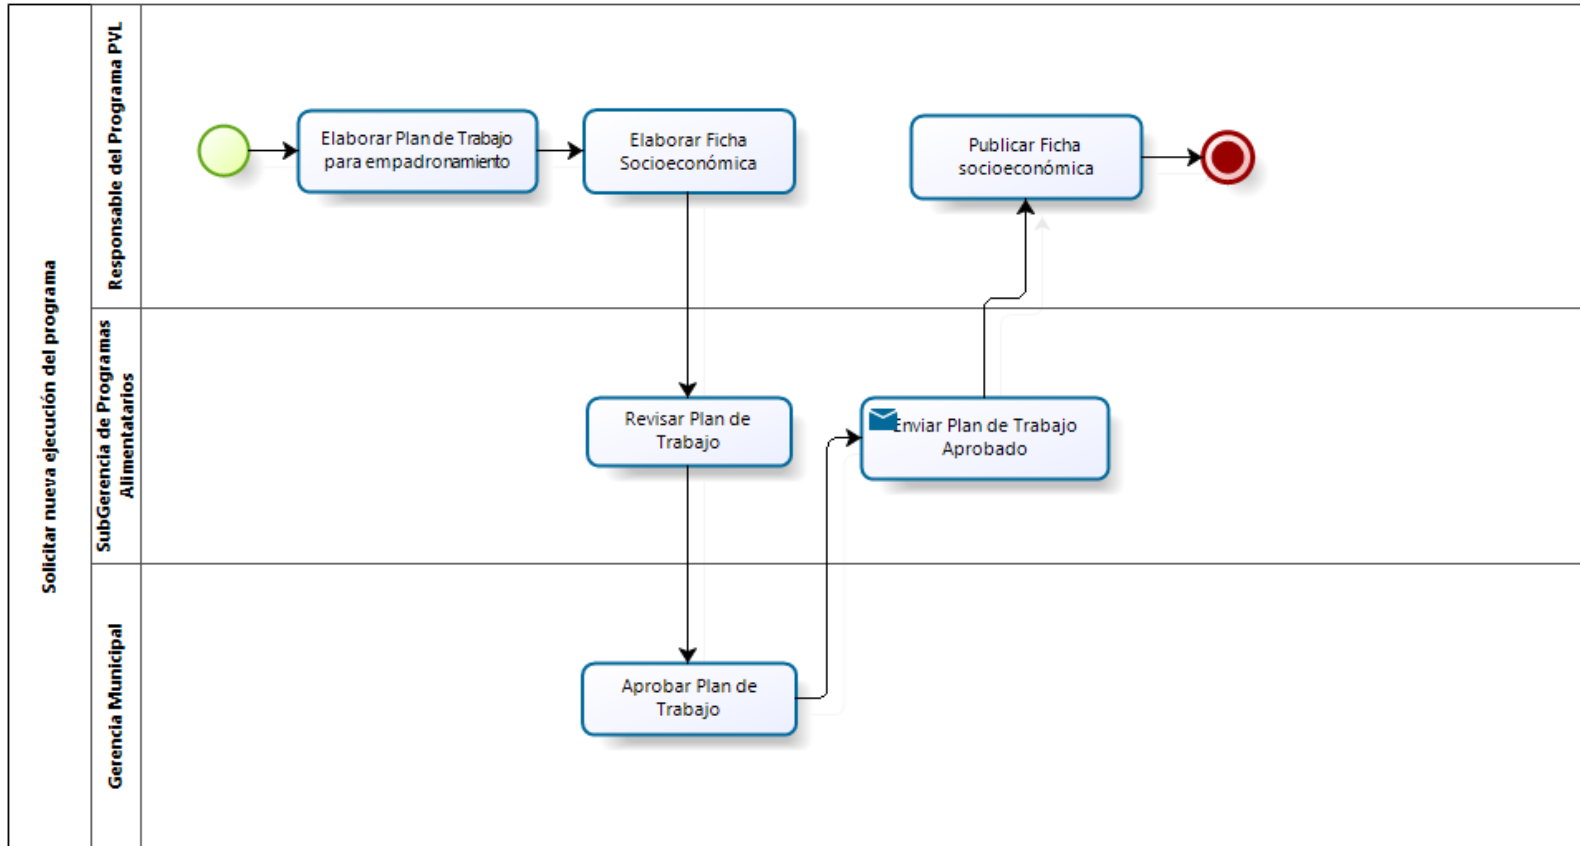 Solicitar nueva ejecución del programa
Responsable del Programa PVL
Elaborar Plan de Trabajo
para empadronamiento
Elaborar Ficha
Socioeconómica
Publicar Ficha
socioeconómica
SubGerencia de Programas
Alimentatarios
Revisar Plan de
Trabajo
Enviar Plan de Trabajo
Aprobado
Gerencia Municipal
Aprobar Plan de
Trabajo